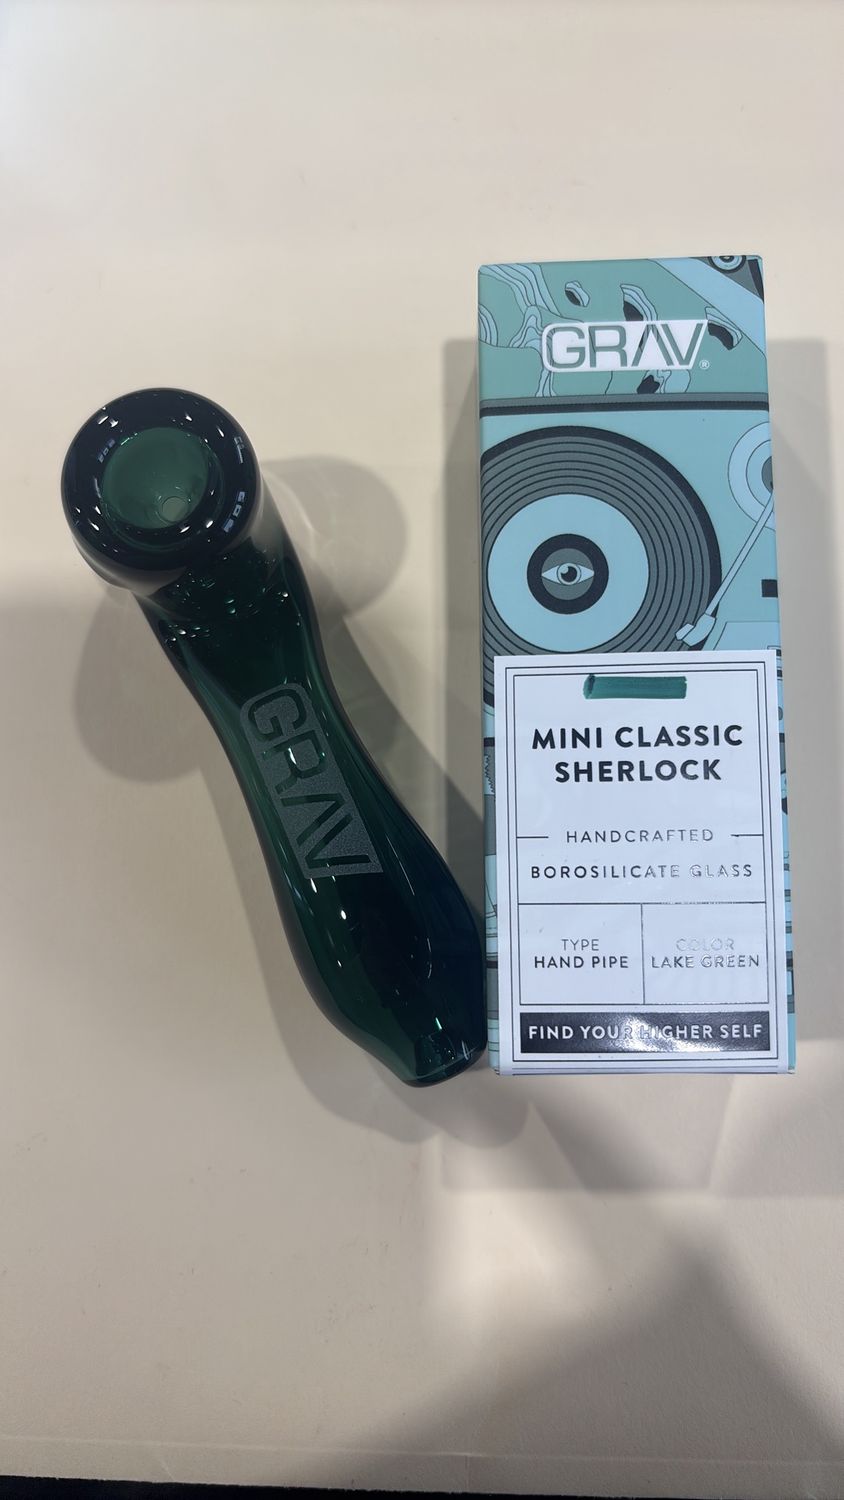 GRAV®
GRAV
MINI CLASSIC
SHERLOCK
HANDCRAFTED
BOROSILICATE GLASS
TYPE
HAND PIPE
COLOR
LAKE GREEN
FIND YOUR HIGHER SELF